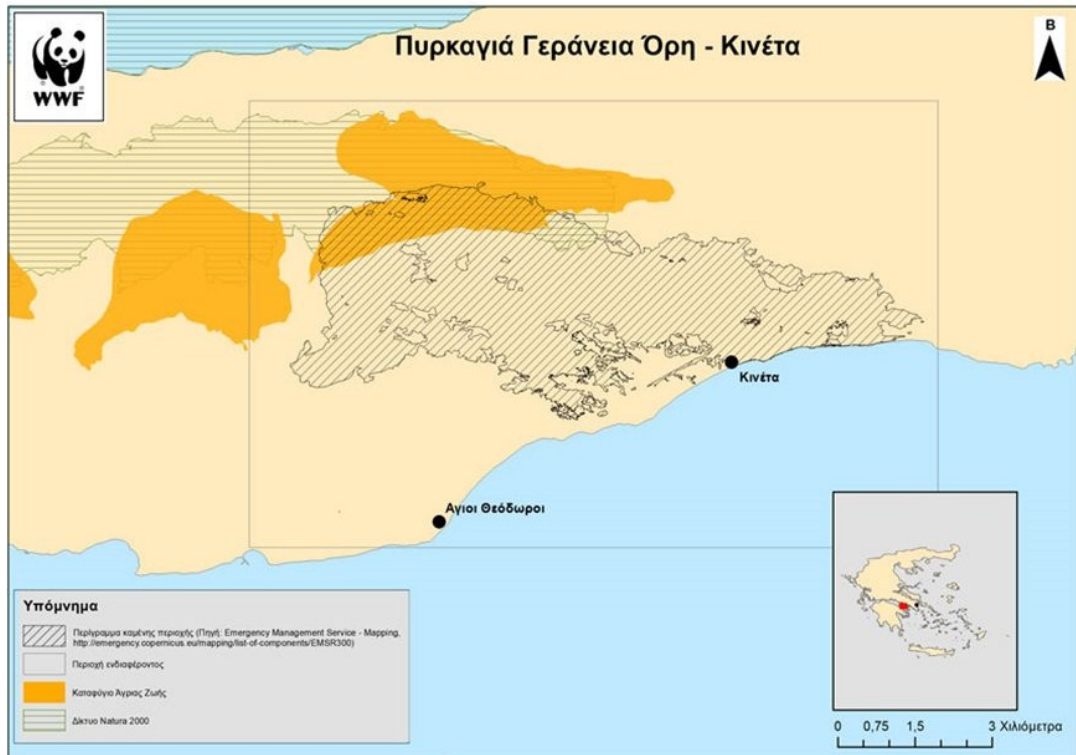 WWF
Πυρκαγιά Γεράνεια Όρη - Κινέτα
Β
Κινέτα
Αγιοι Θεόδωροι
Υπόμνημα
Περίγραμμα καμένης περιοχής (Πηγή: Emergency Management Service - Mapping,
http://emergency.copernicus.eu/mapping/list-of-components/EMSR300)
Περιοχή ενδιαφέροντος
Καταφύγιο Άγριας Ζωής
Δίκτυο Natura 2000
0 0,75 1,5 3 Χιλιόμετρα